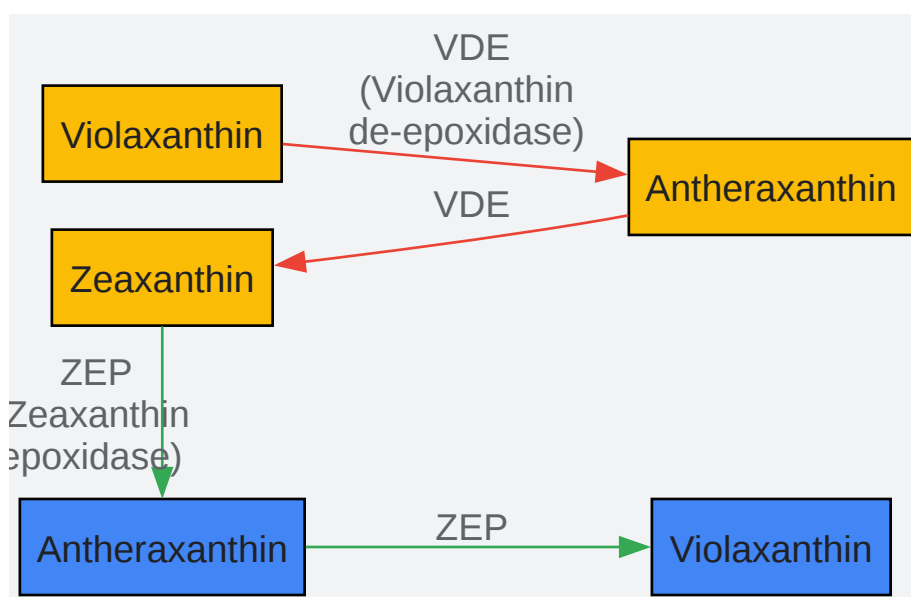 VDE
(Violaxanthin
de-epoxidase)
Violaxanthin
Antheraxanthin
VDE
Zeaxanthin
ZEP
Zeaxanthin
epoxidase)
Antheraxanthin
ZEP
Violaxanthin